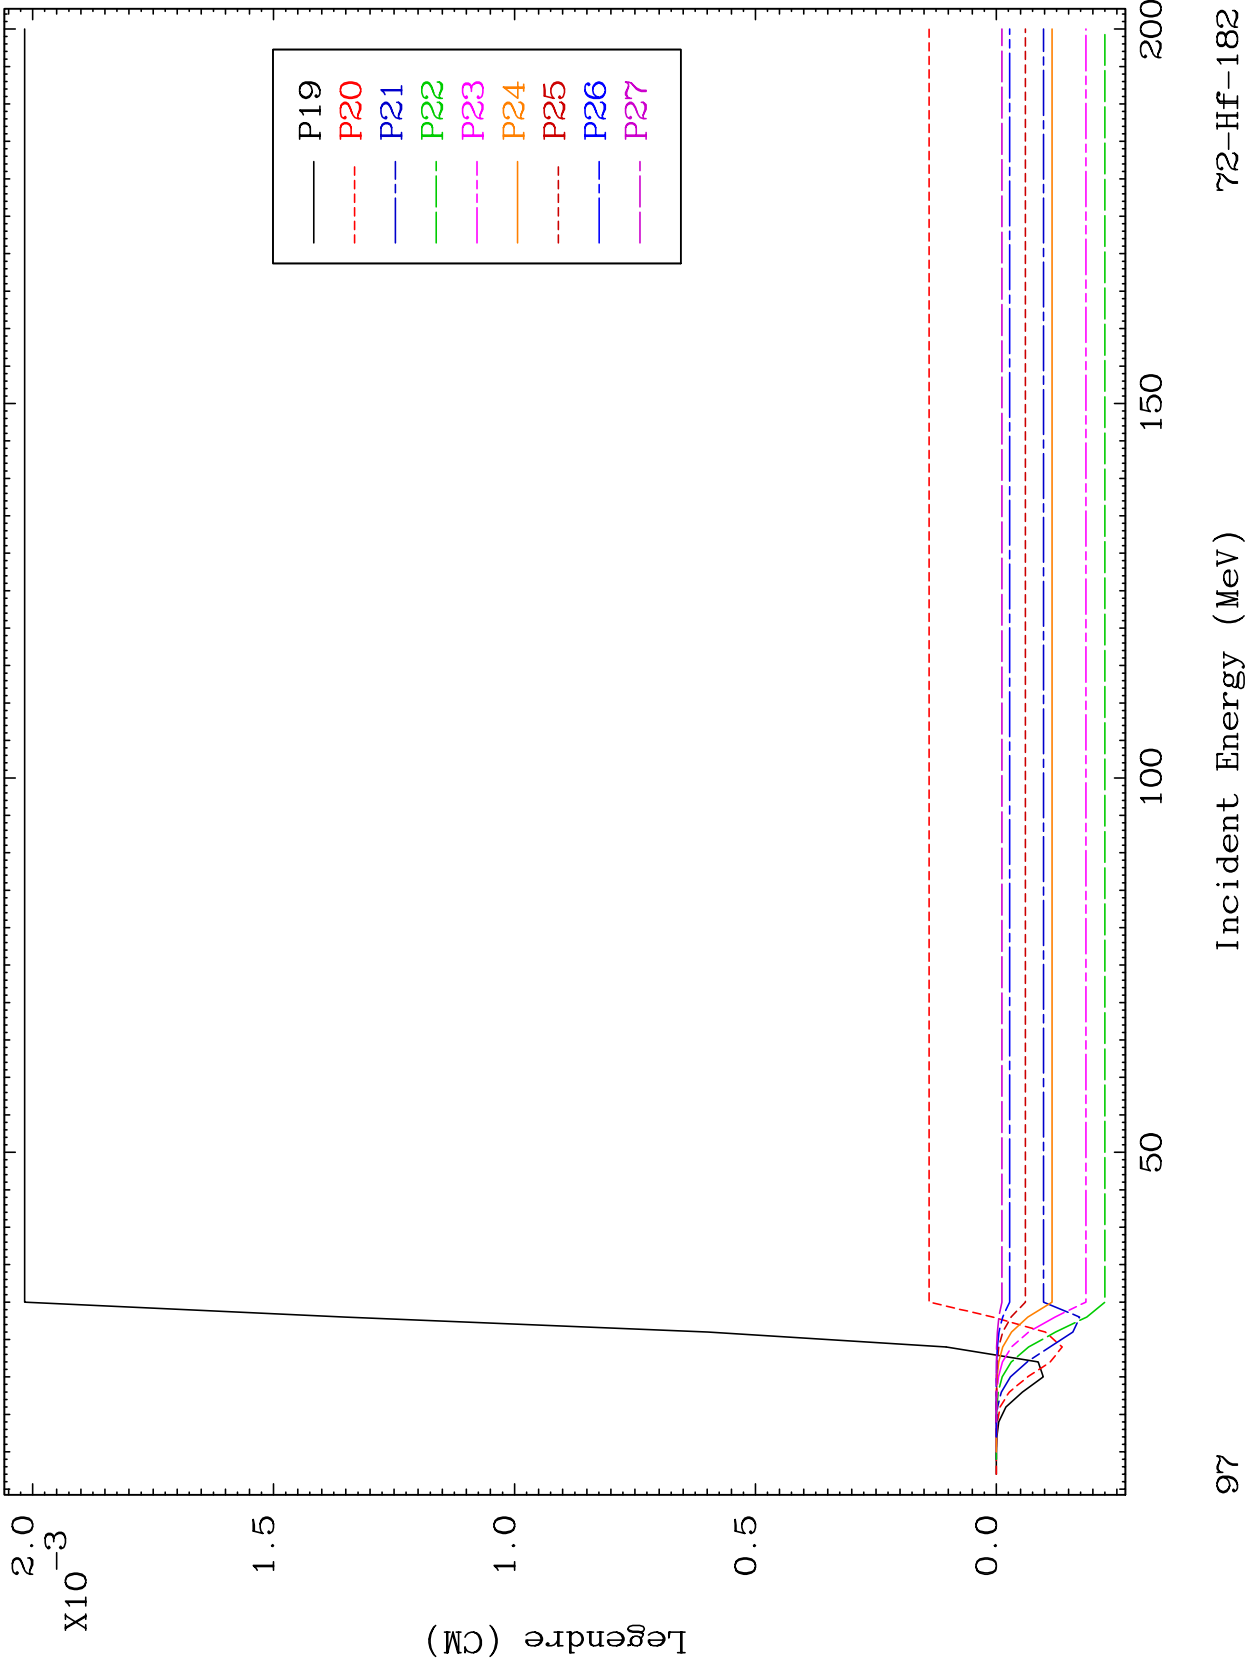 2.0
X10-3
1.5
1.0
0.5
0.0
Legendre (CM)
P19
P20
P21
P22
P23
P24
P25
P26
P27
50
100
150
200
97
Incident Energy (MeV)
72-Hf-182